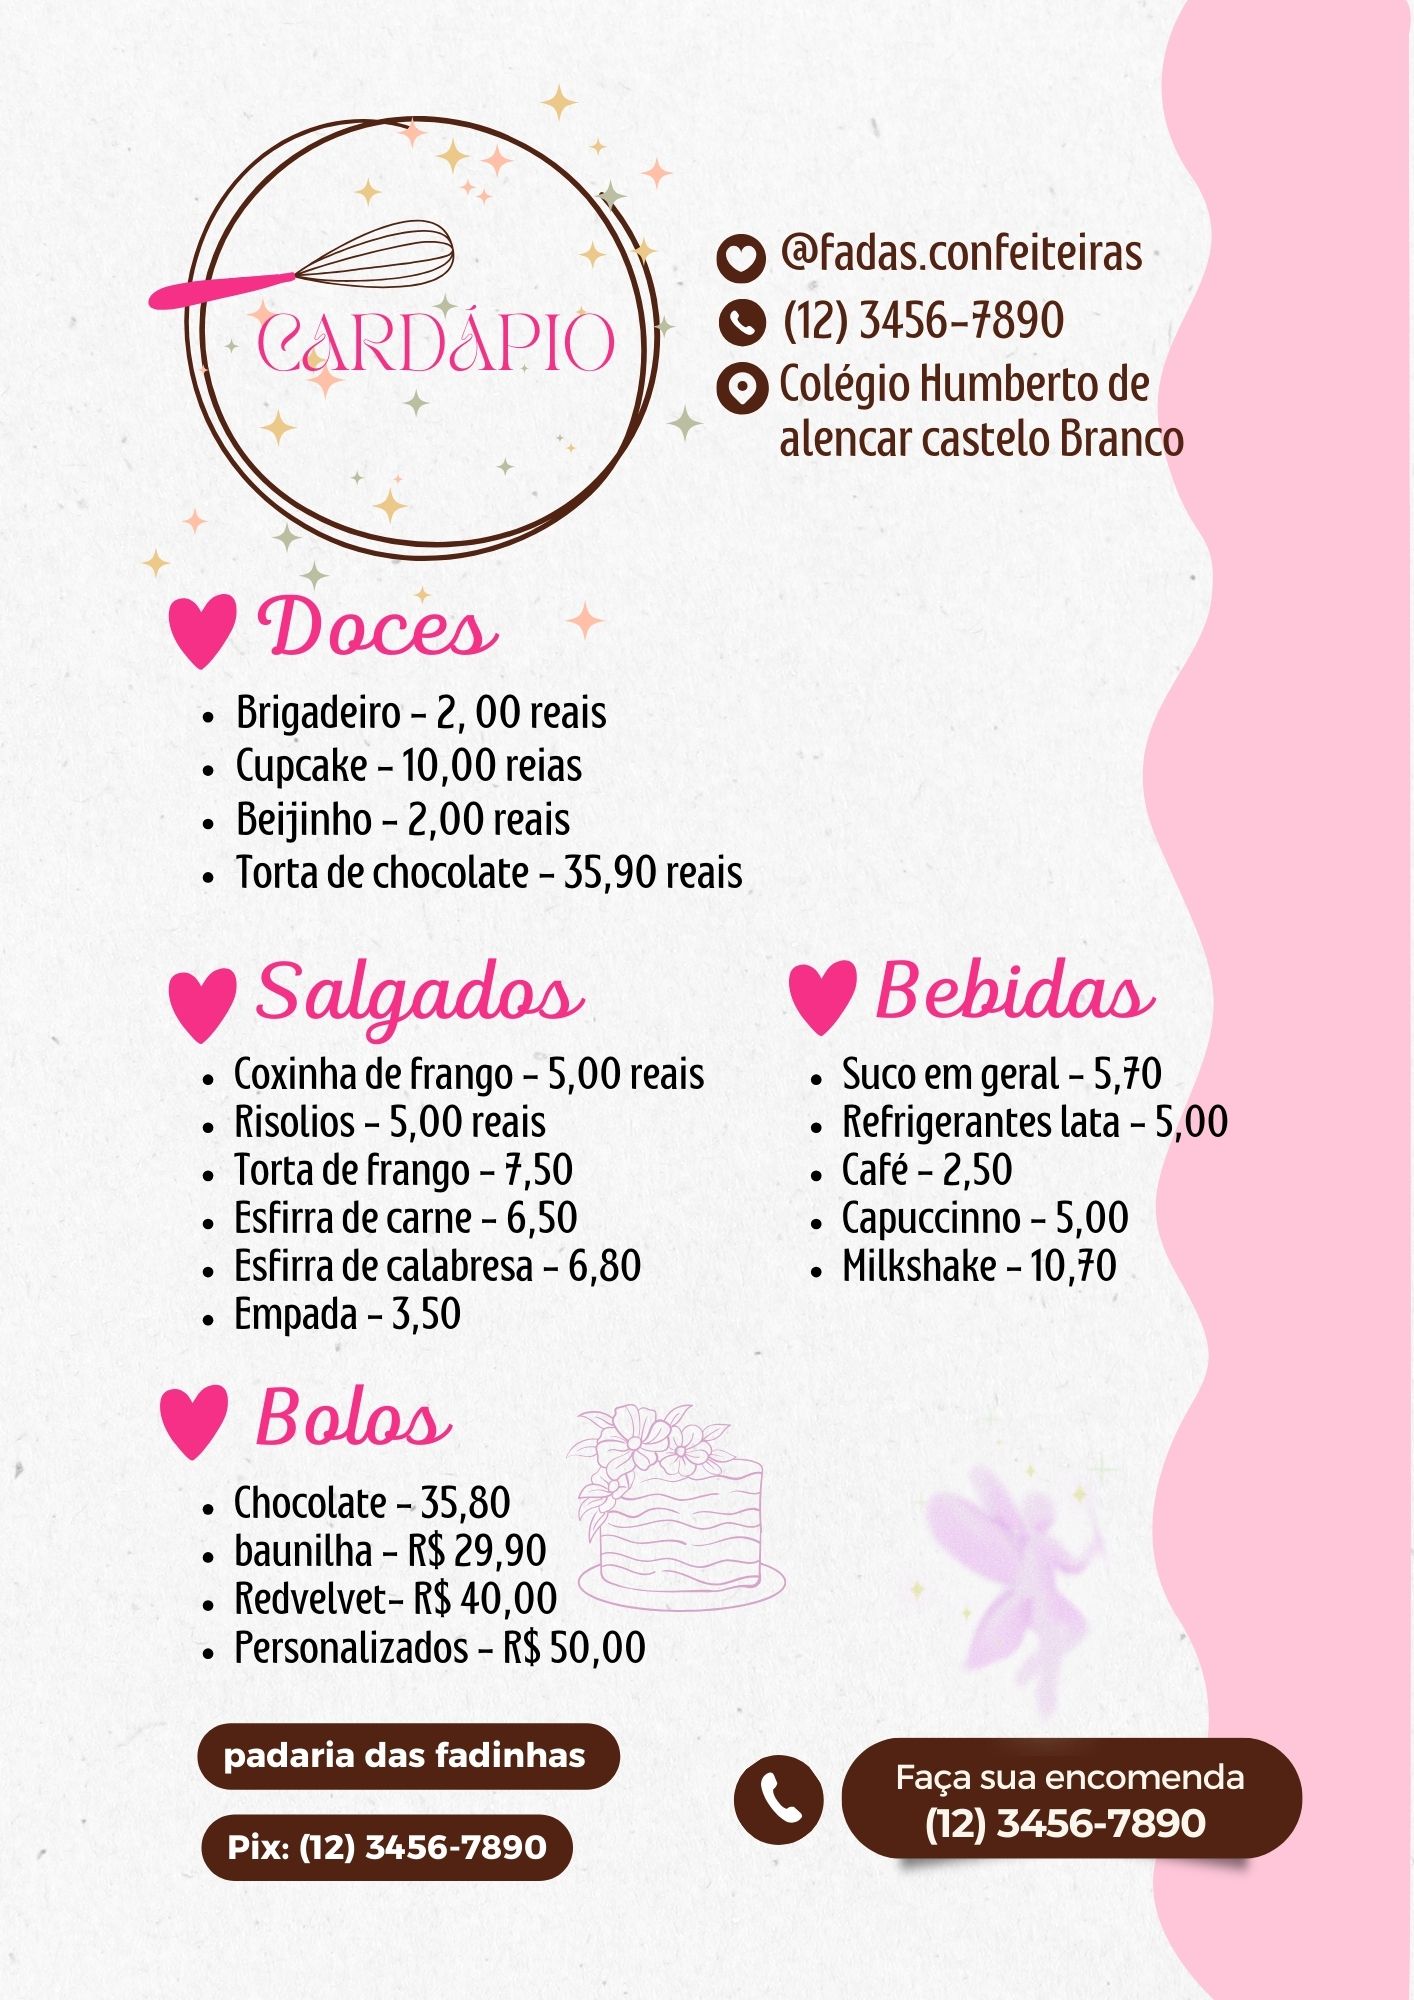 CARDÁPIO
@fadas.confeiteiras
(12) 3456-7890
Colégio Humberto de
alencar castelo Branco
Doces
Brigadeiro - 2, 00 reais
Cupcake - 10,00 reias
Beijinho - 2,00 reais
Torta de chocolate - 35,90 reais
Salgados
Coxinha de frango - 5,00 reais
Risolios - 5,00 reais
Torta de frango - 7,50
Esfirra de carne - 6,50
Esfirra de calabresa - 6,80
Empada - 3,50
Bebidas
Suco em geral - 5,70
Refrigerantes lata - 5,00
Café - 2,50
Capuccinno - 5,00
Milkshake - 10,70
Bolos
Chocolate - 35,80
baunilha - R$ 29,90
Redvelvet- R$ 40,00
Personalizados - R$ 50,00
padaria das fadinhas
Pix: (12) 3456-7890
Faça sua encomenda
(12) 3456-7890